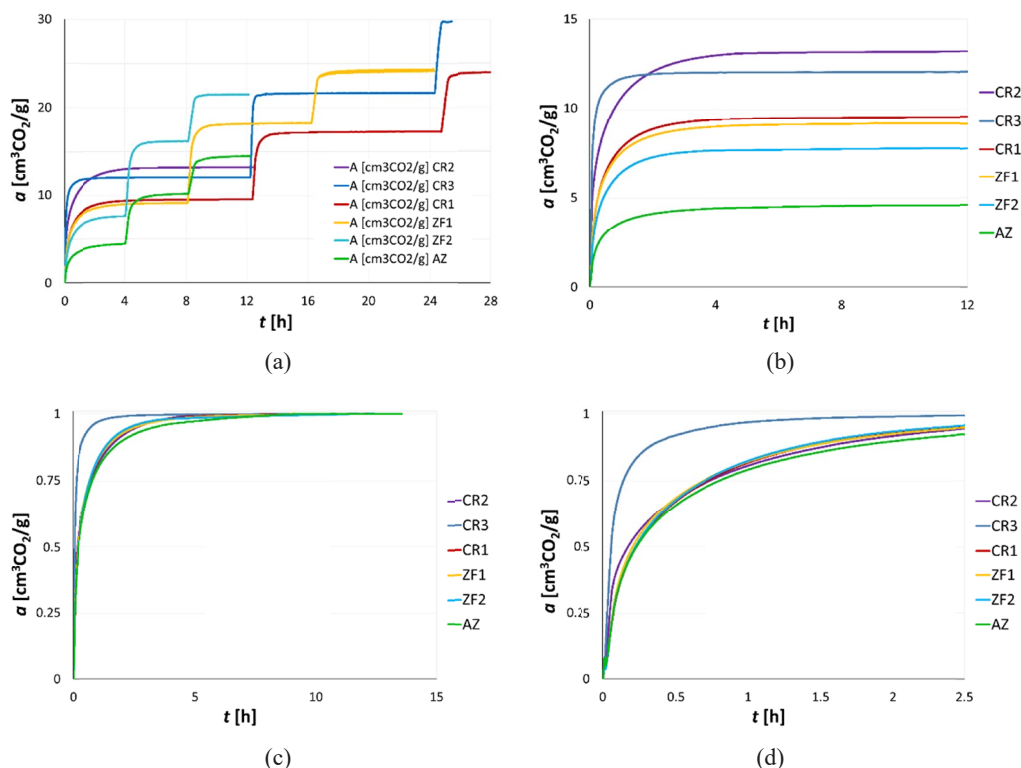 30
20
10
0
a [cm³CO₂/g]
A [cm3CO2/g] CR2
A [cm3CO2/g] CR3
A [cm3CO2/g] CR1
A [cm3CO2/g] ZF1
A [cm3CO2/g] ZF2
A [cm3CO2/g] AZ
0 4 8 12 16 20 24 28
t [h]
(a)
15
10
5
0
a [cm³CO₂/g]
CR2
CR3
CR1
ZF1
ZF2
AZ
0 4 8 12
t [h]
(b)
1
0.75
0.5
0.25
0
a [cm³CO₂/g]
CR2
CR3
CR1
ZF1
ZF2
AZ
0 5 10 15
t [h]
(c)
1
0.75
0.5
0.25
0
a [cm³CO₂/g]
CR2
CR3
CR1
ZF1
ZF2
AZ
0 0.5 1 1.5 2 2.5
t [h]
(d)